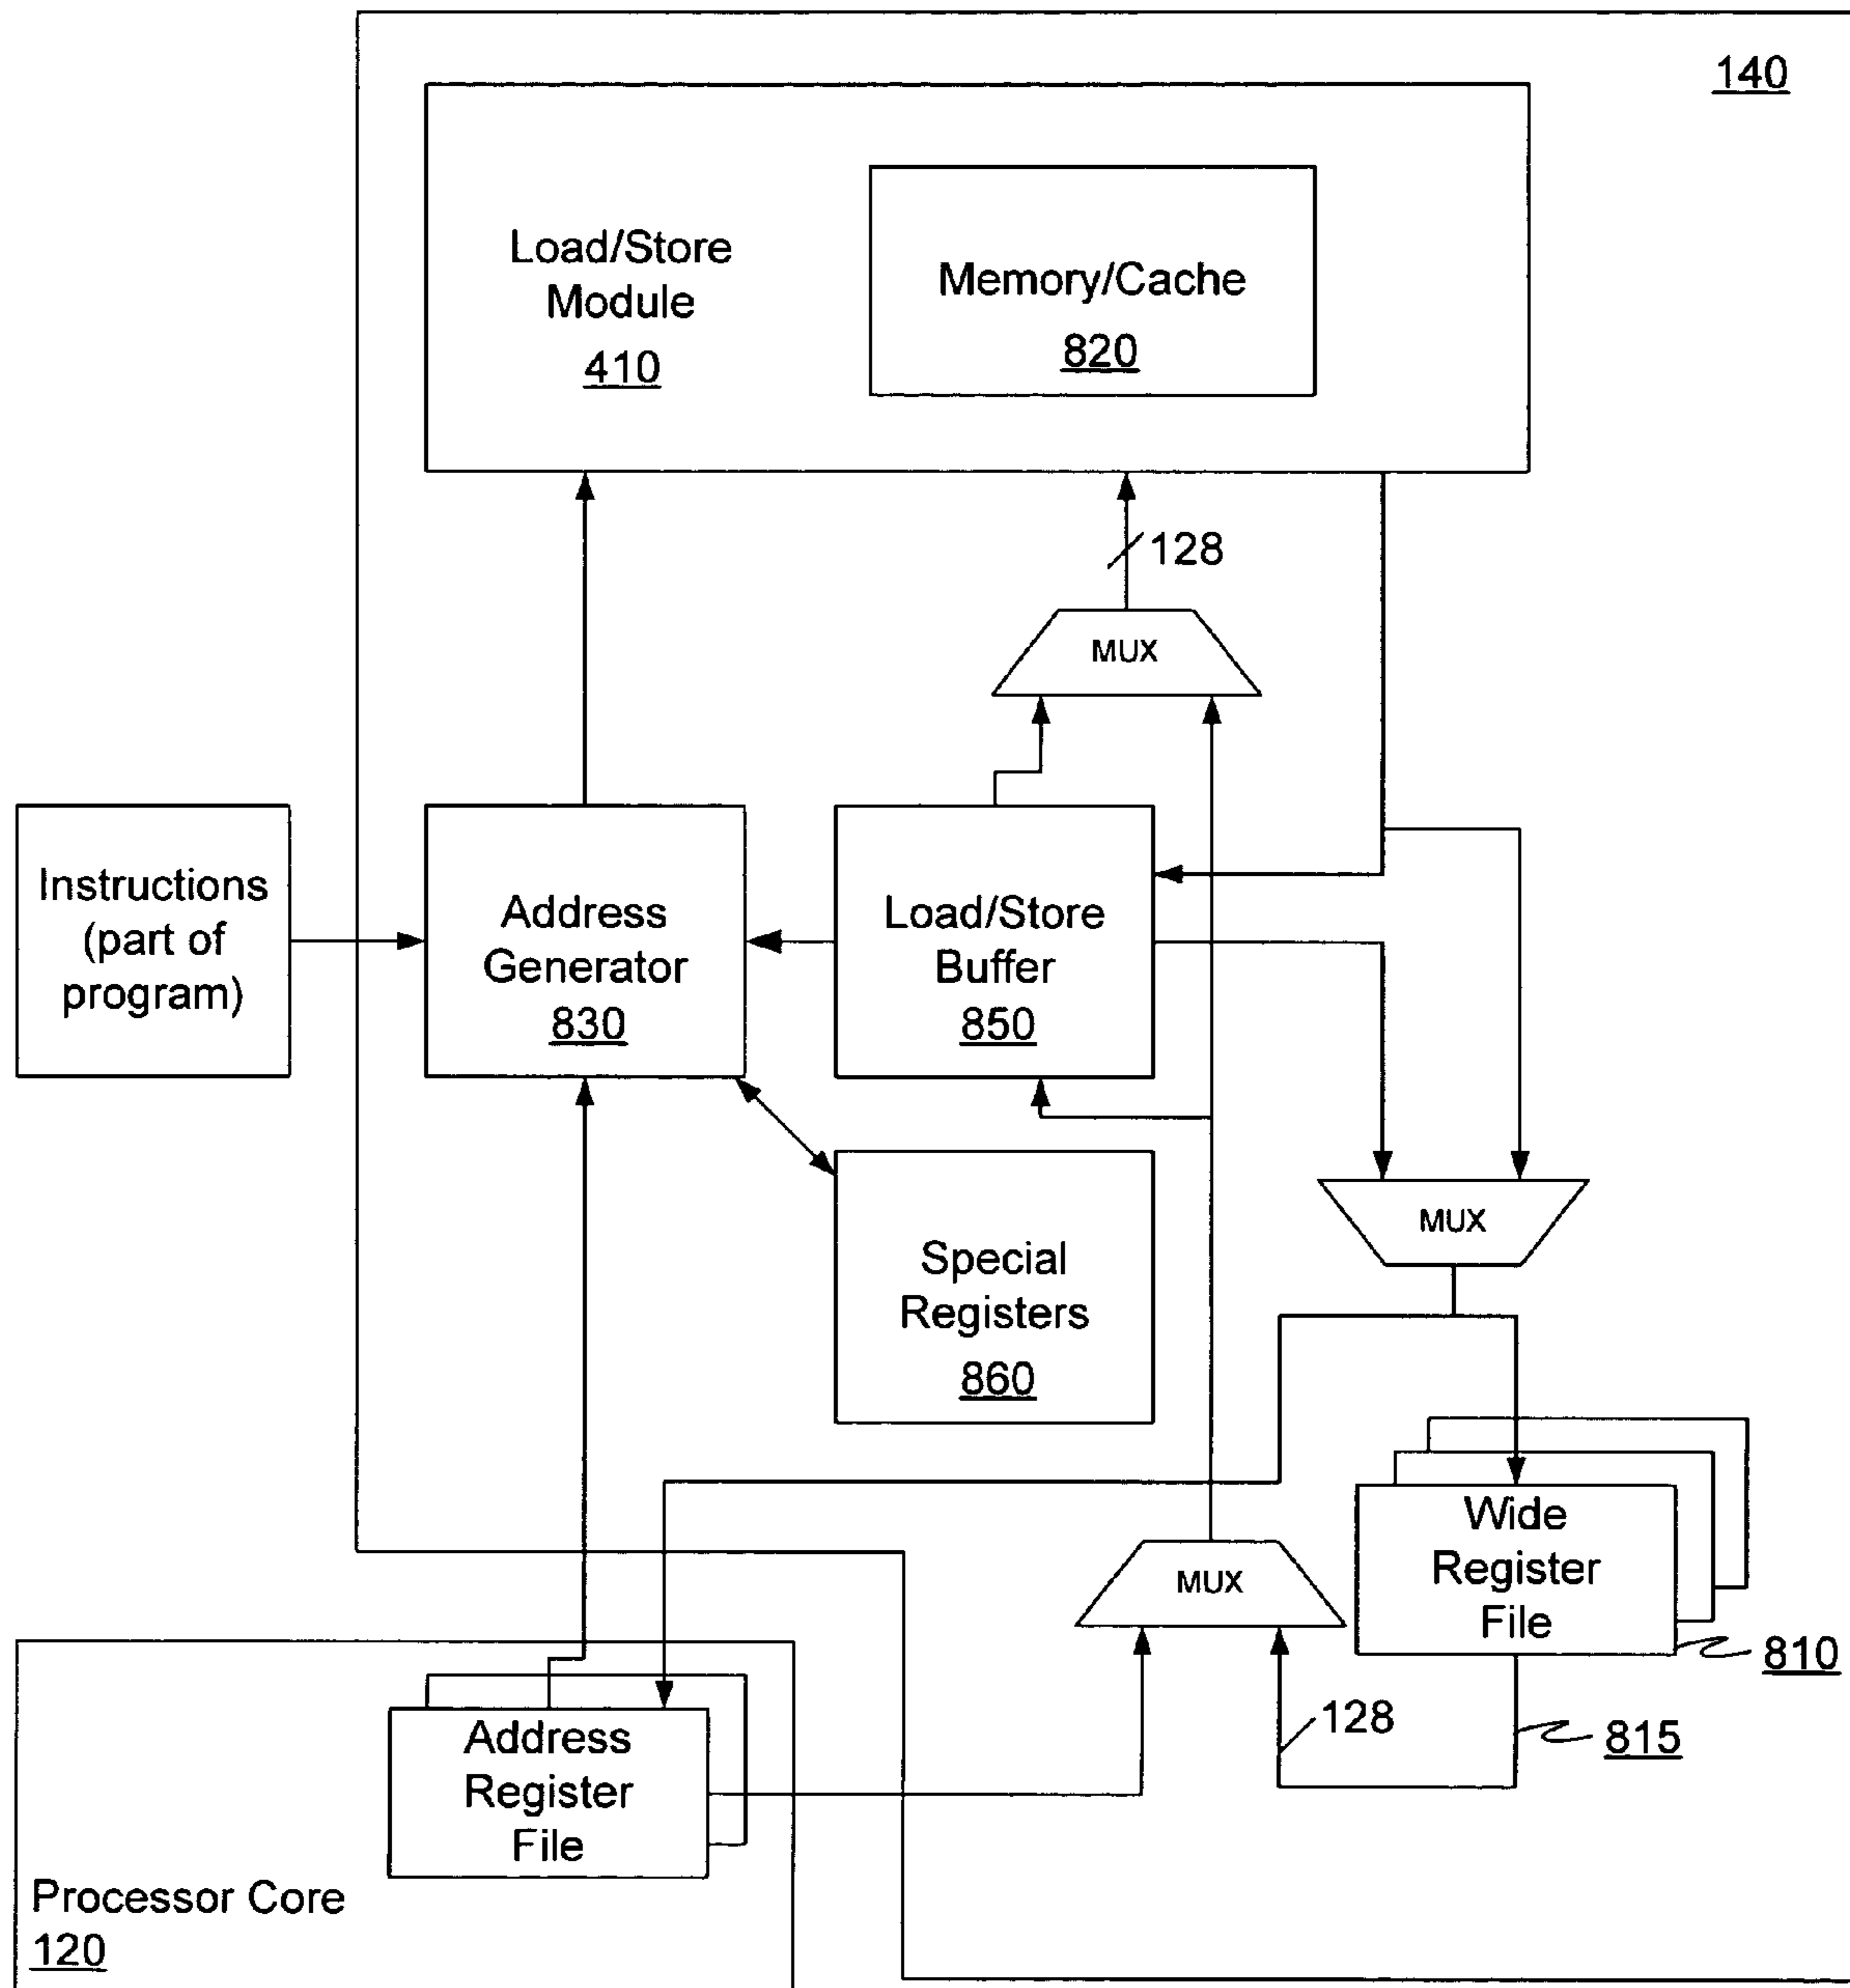 140
Load/Store
Module
410
Memory/Cache
820
128
MUX
Instructions
(part of
program)
Address
Generator
830
Load/Store
Buffer
850
MUX
Special
Registers
860
Wide
Register
File
810
MUX
128
815
Address
Register
File
Processor Core
120